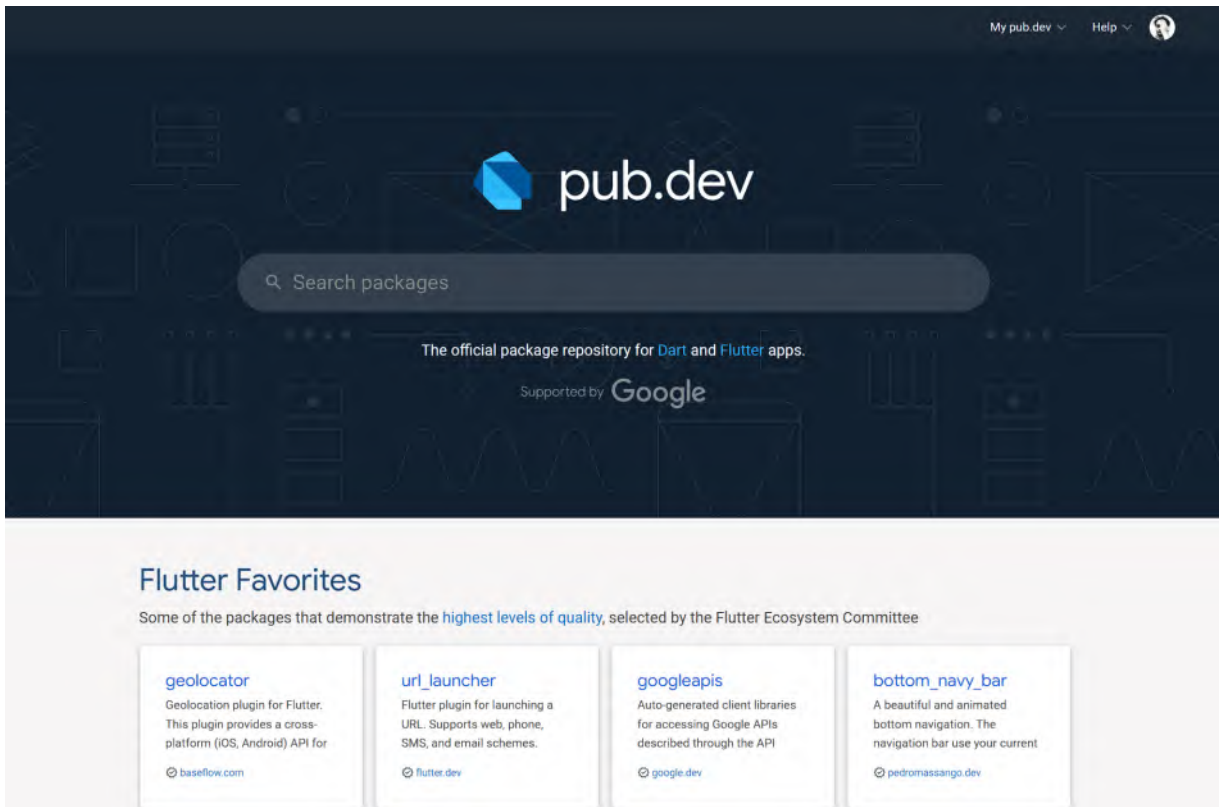 My pub.dev Help
pub.dev
Search packages
The official package repository for Dart and Flutter apps.
Supported by Google
Flutter Favorites
Some of the packages that demonstrate the highest levels of quality, selected by the Flutter Ecosystem Committee
geolocator
Geolocation plugin for Flutter.
This plugin provides a cross-
platform (iOS, Android) API for
baseflow.com
url_launcher
Flutter plugin for launching a
URL. Supports web, phone,
SMS, and email schemes.
flutter.dev
googleapis
Auto-generated client libraries
for accessing Google APIs
described through the API
google.dev
bottom_navy_bar
A beautiful and animated
bottom navigation. The
navigation bar use your current
pedromassango.dev